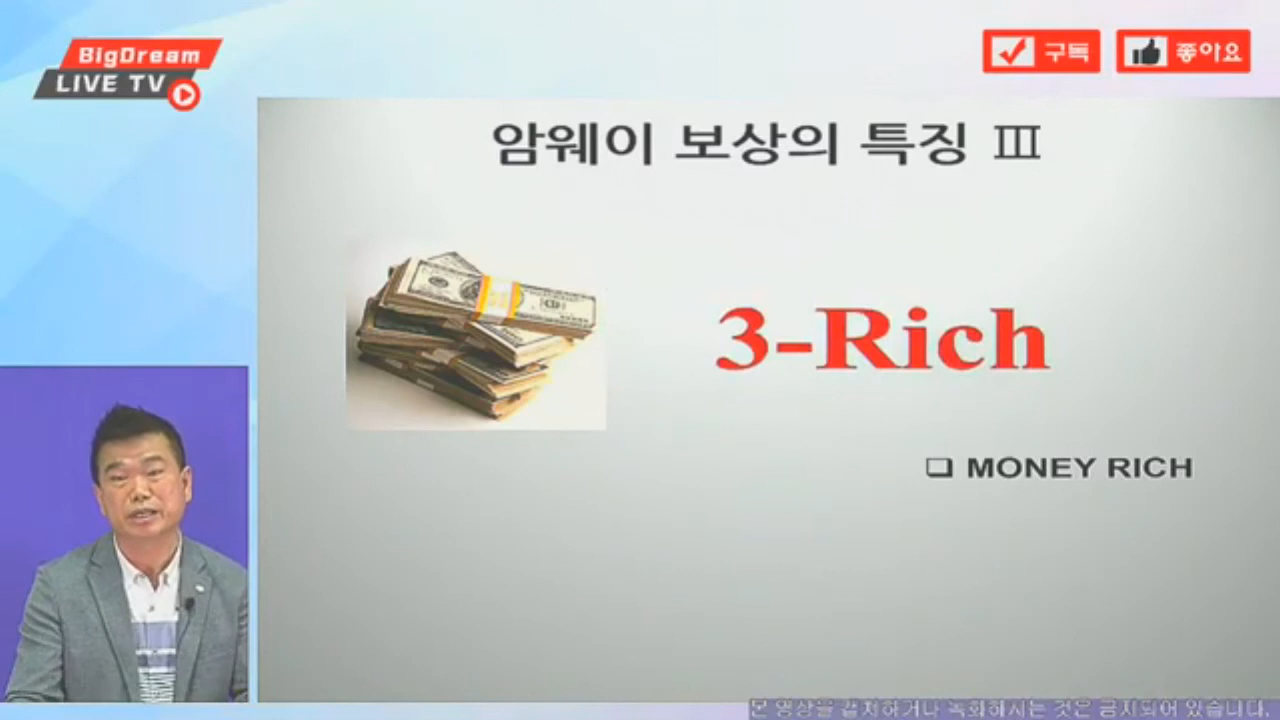 BigDream
LIVE TV
구독
좋아요
암웨이 보상의 특징 Ⅲ
3-Rich
❑ MONEY RICH
본 영상을 캡처하거나 녹화하시는 것은 금지되어 있습니다.